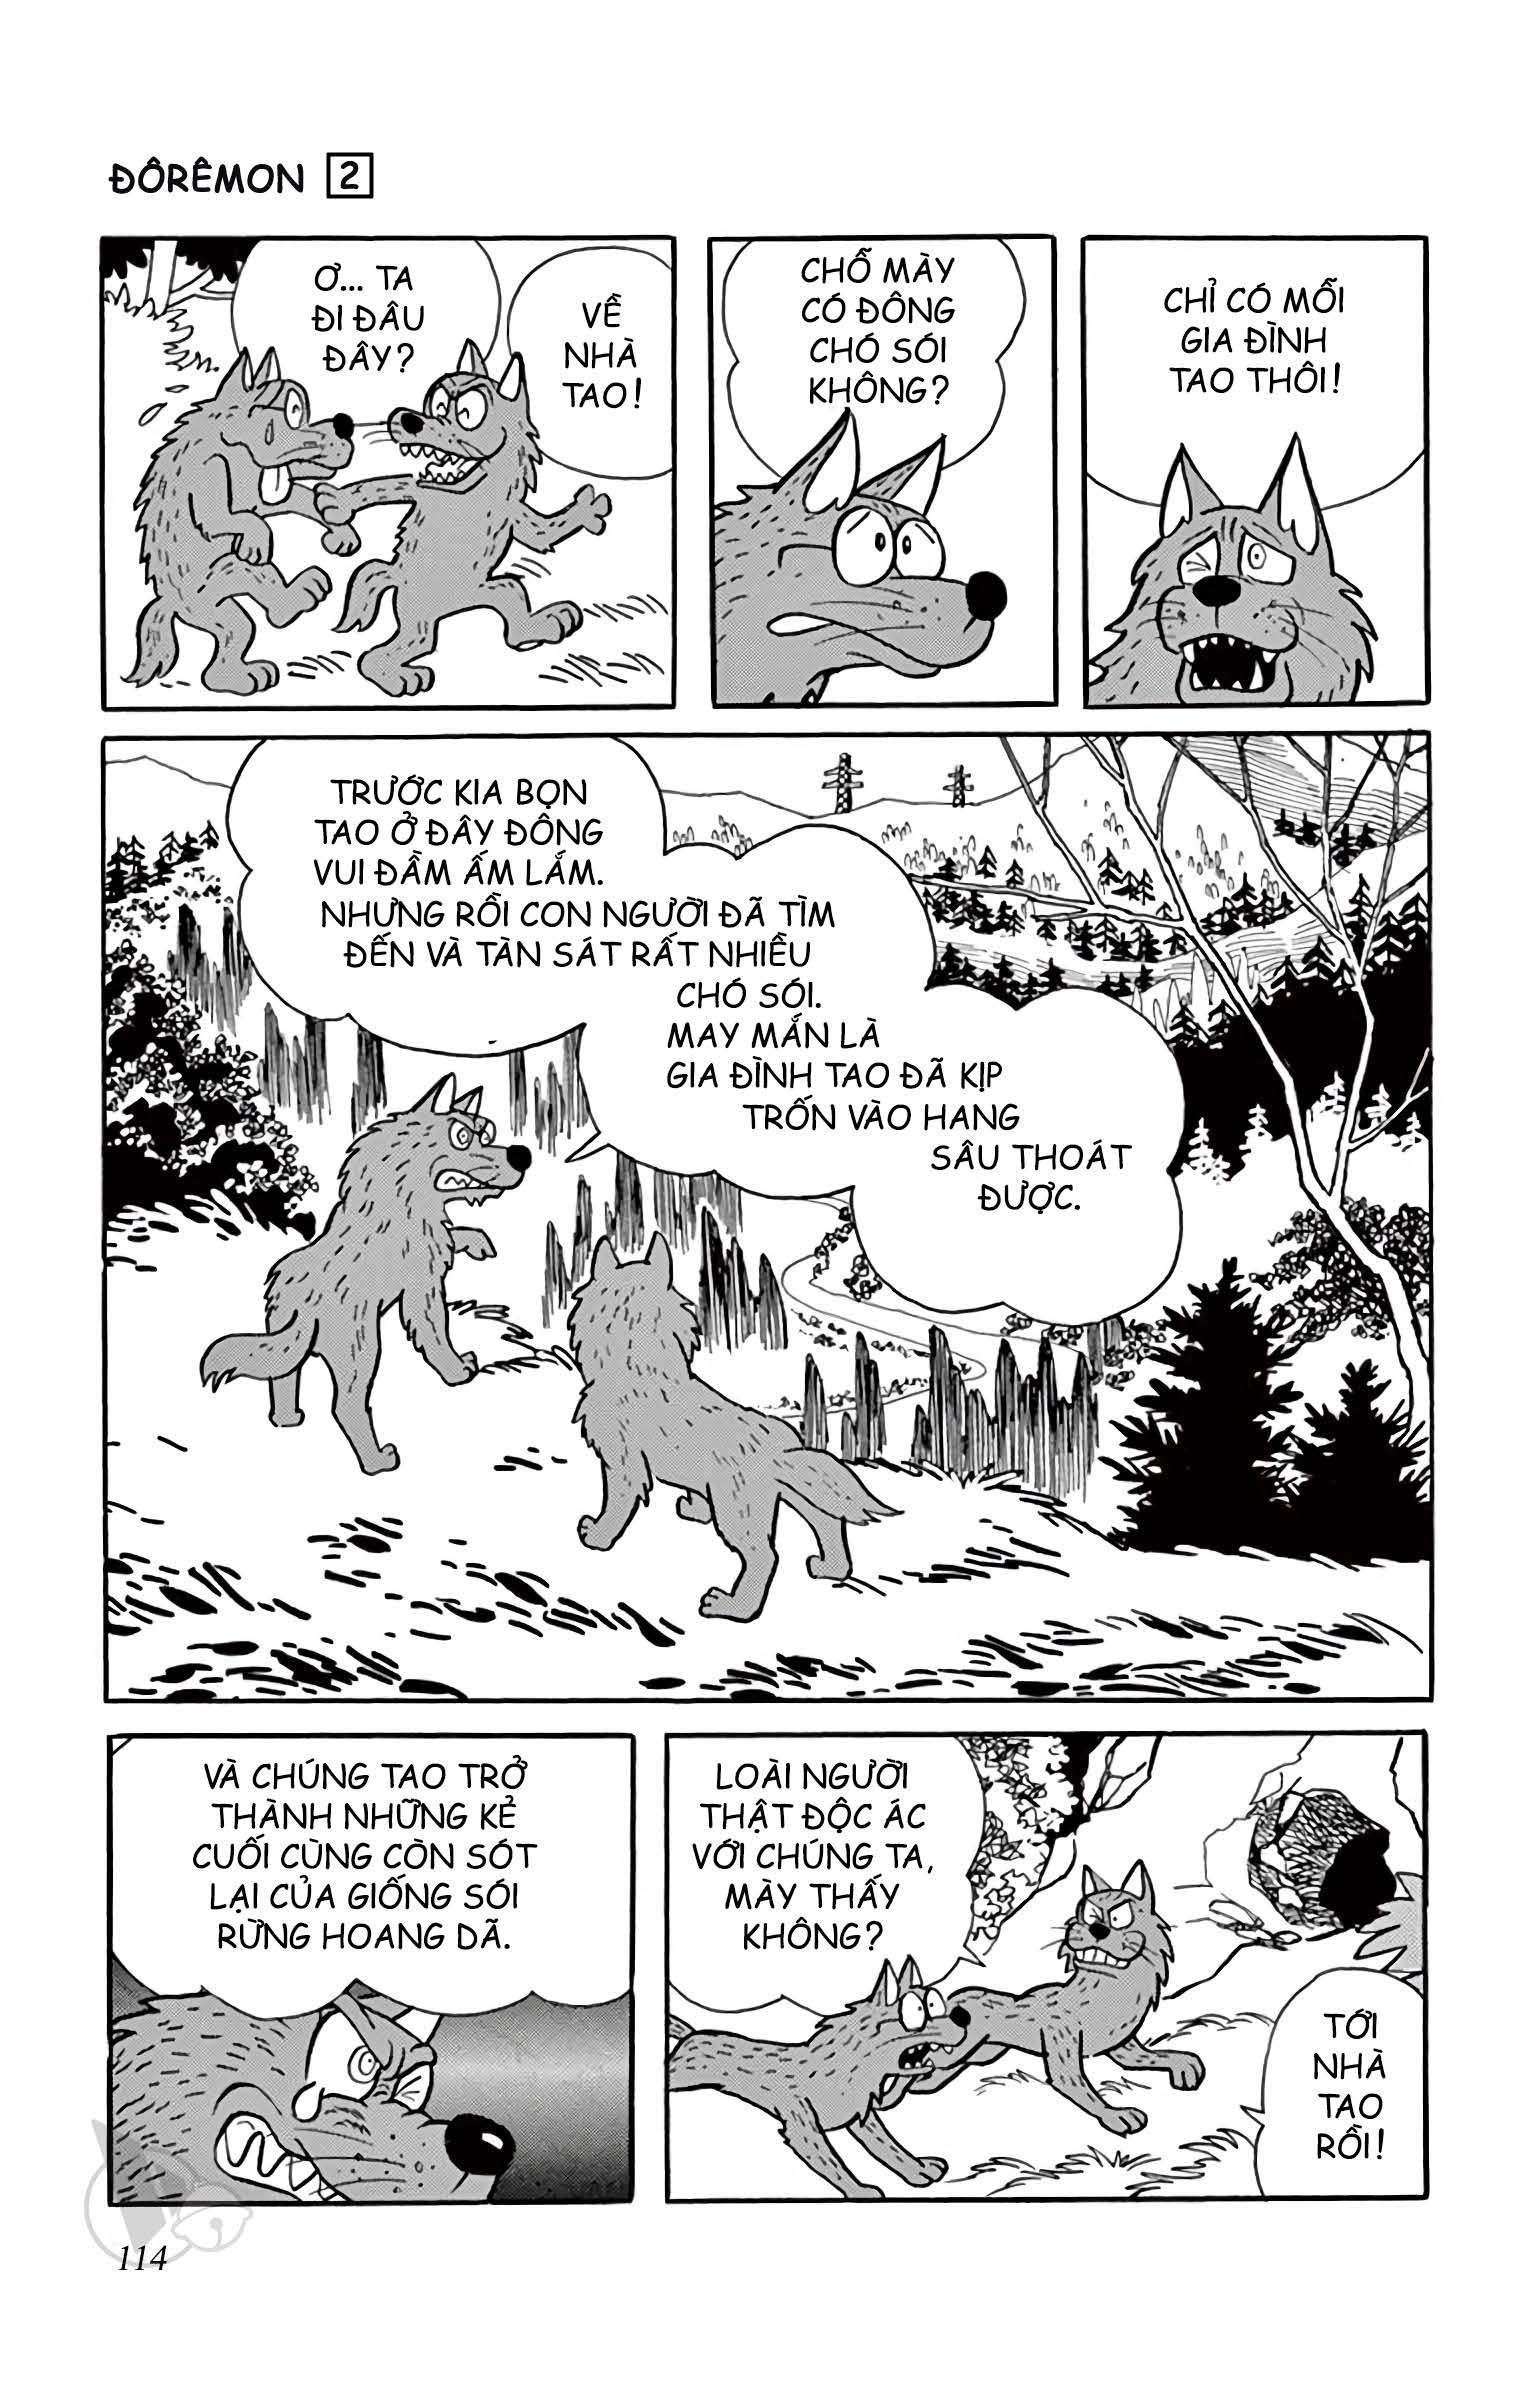 ĐÔRÊMON 2
Ơ... TA
ĐI ĐÂU
ĐÂY?
VỀ
NHÀ
TAO!
CHỖ MÀY
CÓ ĐÔNG
CHÓ SÓI
KHÔNG?
CHỈ CÓ MỖI
GIA ĐÌNH
TAO THÔI!
TRƯỚC KIA BỌN
TAO Ở ĐÂY ĐÔNG
VUI ĐẦM ẤM LẮM.
NHƯNG RỒI CON NGƯỜI ĐÃ TÌM
ĐẾN VÀ TÀN SÁT RẤT NHIỀU
CHÓ SÓI.
MAY MẮN LÀ
GIA ĐÌNH TAO ĐÃ KỊP
TRỐN VÀO HANG
SÂU THOÁT
ĐƯỢC.
VÀ CHÚNG TAO TRỞ
THÀNH NHỮNG KẺ
CUỐI CÙNG CÒN SÓT
LẠI CỦA GIỐNG SÓI
RỪNG HOANG DÃ.
LOÀI NGƯỜI
THẬT ĐỘC ÁC
VỚI CHÚNG TA,
MÀY THẤY
KHÔNG?
TỚI
NHÀ
TAO
RỒI!
114